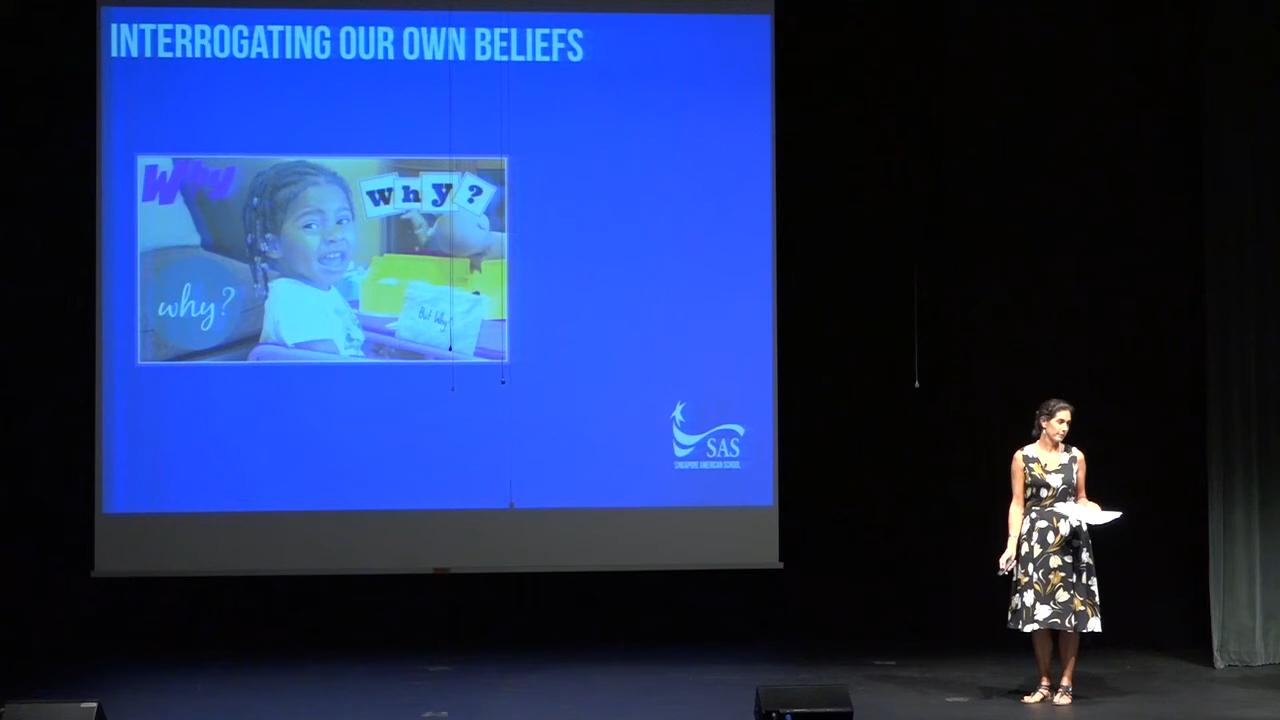 INTERROGATING OUR OWN BELIEFS
Why
Why?
why?
But Why?
SAS
SINGAPORE AMERICAN SCHOOL